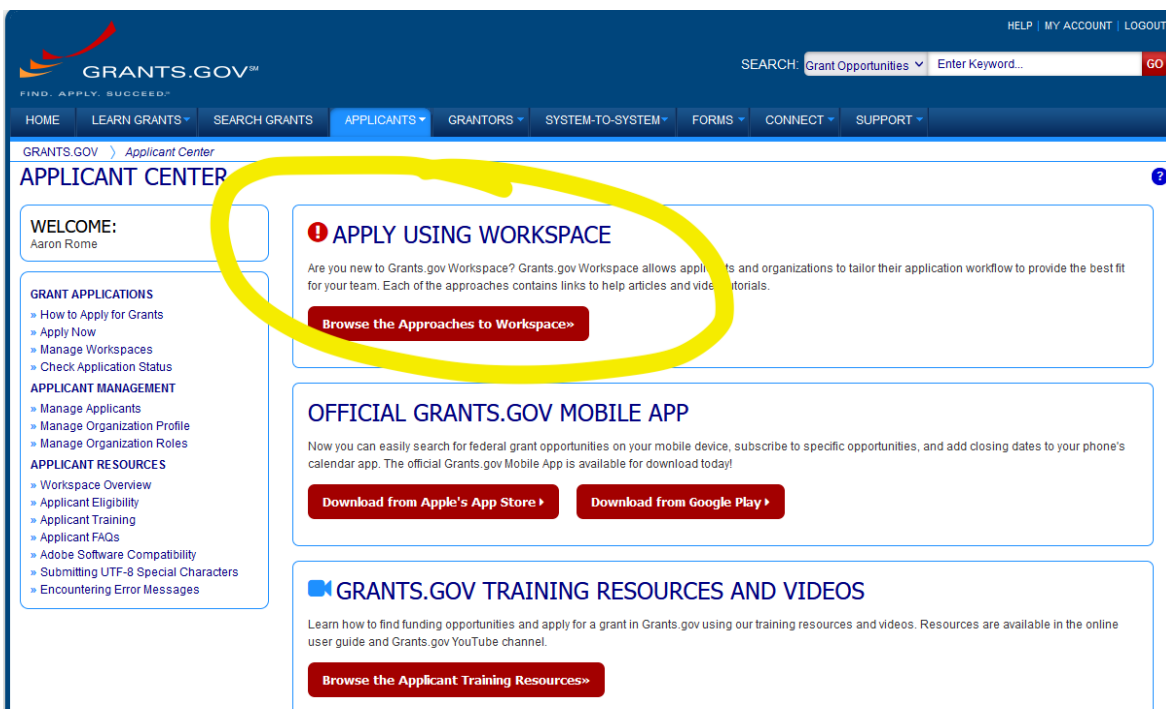 HELP | MY ACCOUNT | LOGOUT
GRANTS.GOV℠
SEARCH: Grant Opportunities Enter Keyword... GO
FIND. APPLY. SUCCEED.℠
HOME LEARN GRANTS SEARCH GRANTS APPLICANTS GRANTORS SYSTEM-TO-SYSTEM FORMS CONNECT SUPPORT
GRANTS.GOV 〉 Applicant Center
APPLICANT CENTER
?
WELCOME:
Aaron Rome
GRANT APPLICATIONS
» How to Apply for Grants
» Apply Now
» Manage Workspaces
» Check Application Status
APPLICANT MANAGEMENT
» Manage Applicants
» Manage Organization Profile
» Manage Organization Roles
APPLICANT RESOURCES
» Workspace Overview
» Applicant Eligibility
» Applicant Training
» Applicant FAQs
» Adobe Software Compatibility
» Submitting UTF-8 Special Characters
» Encountering Error Messages
! APPLY USING WORKSPACE
Are you new to Grants.gov Workspace? Grants.gov Workspace allows and organizations to tailor their application workflow to provide the best fit
for your team. Each of the approaches contains links to help articles and
Browse the Approaches to Workspace»
OFFICIAL GRANTS.GOV MOBILE APP
Now you can easily search for federal grant opportunities on your mobile device, subscribe to specific opportunities, and add closing dates to your phone's
calendar app. The official Grants.gov Mobile App is available for download today!
Download from Apple's App Store Download from Google Play
GRANTS.GOV TRAINING RESOURCES AND VIDEOS
Learn how to find funding opportunities and apply for a grant in Grants.gov using our training resources and videos. Resources are available in the online
user guide and Grants.gov YouTube channel.
Browse the Applicant Training Resources»